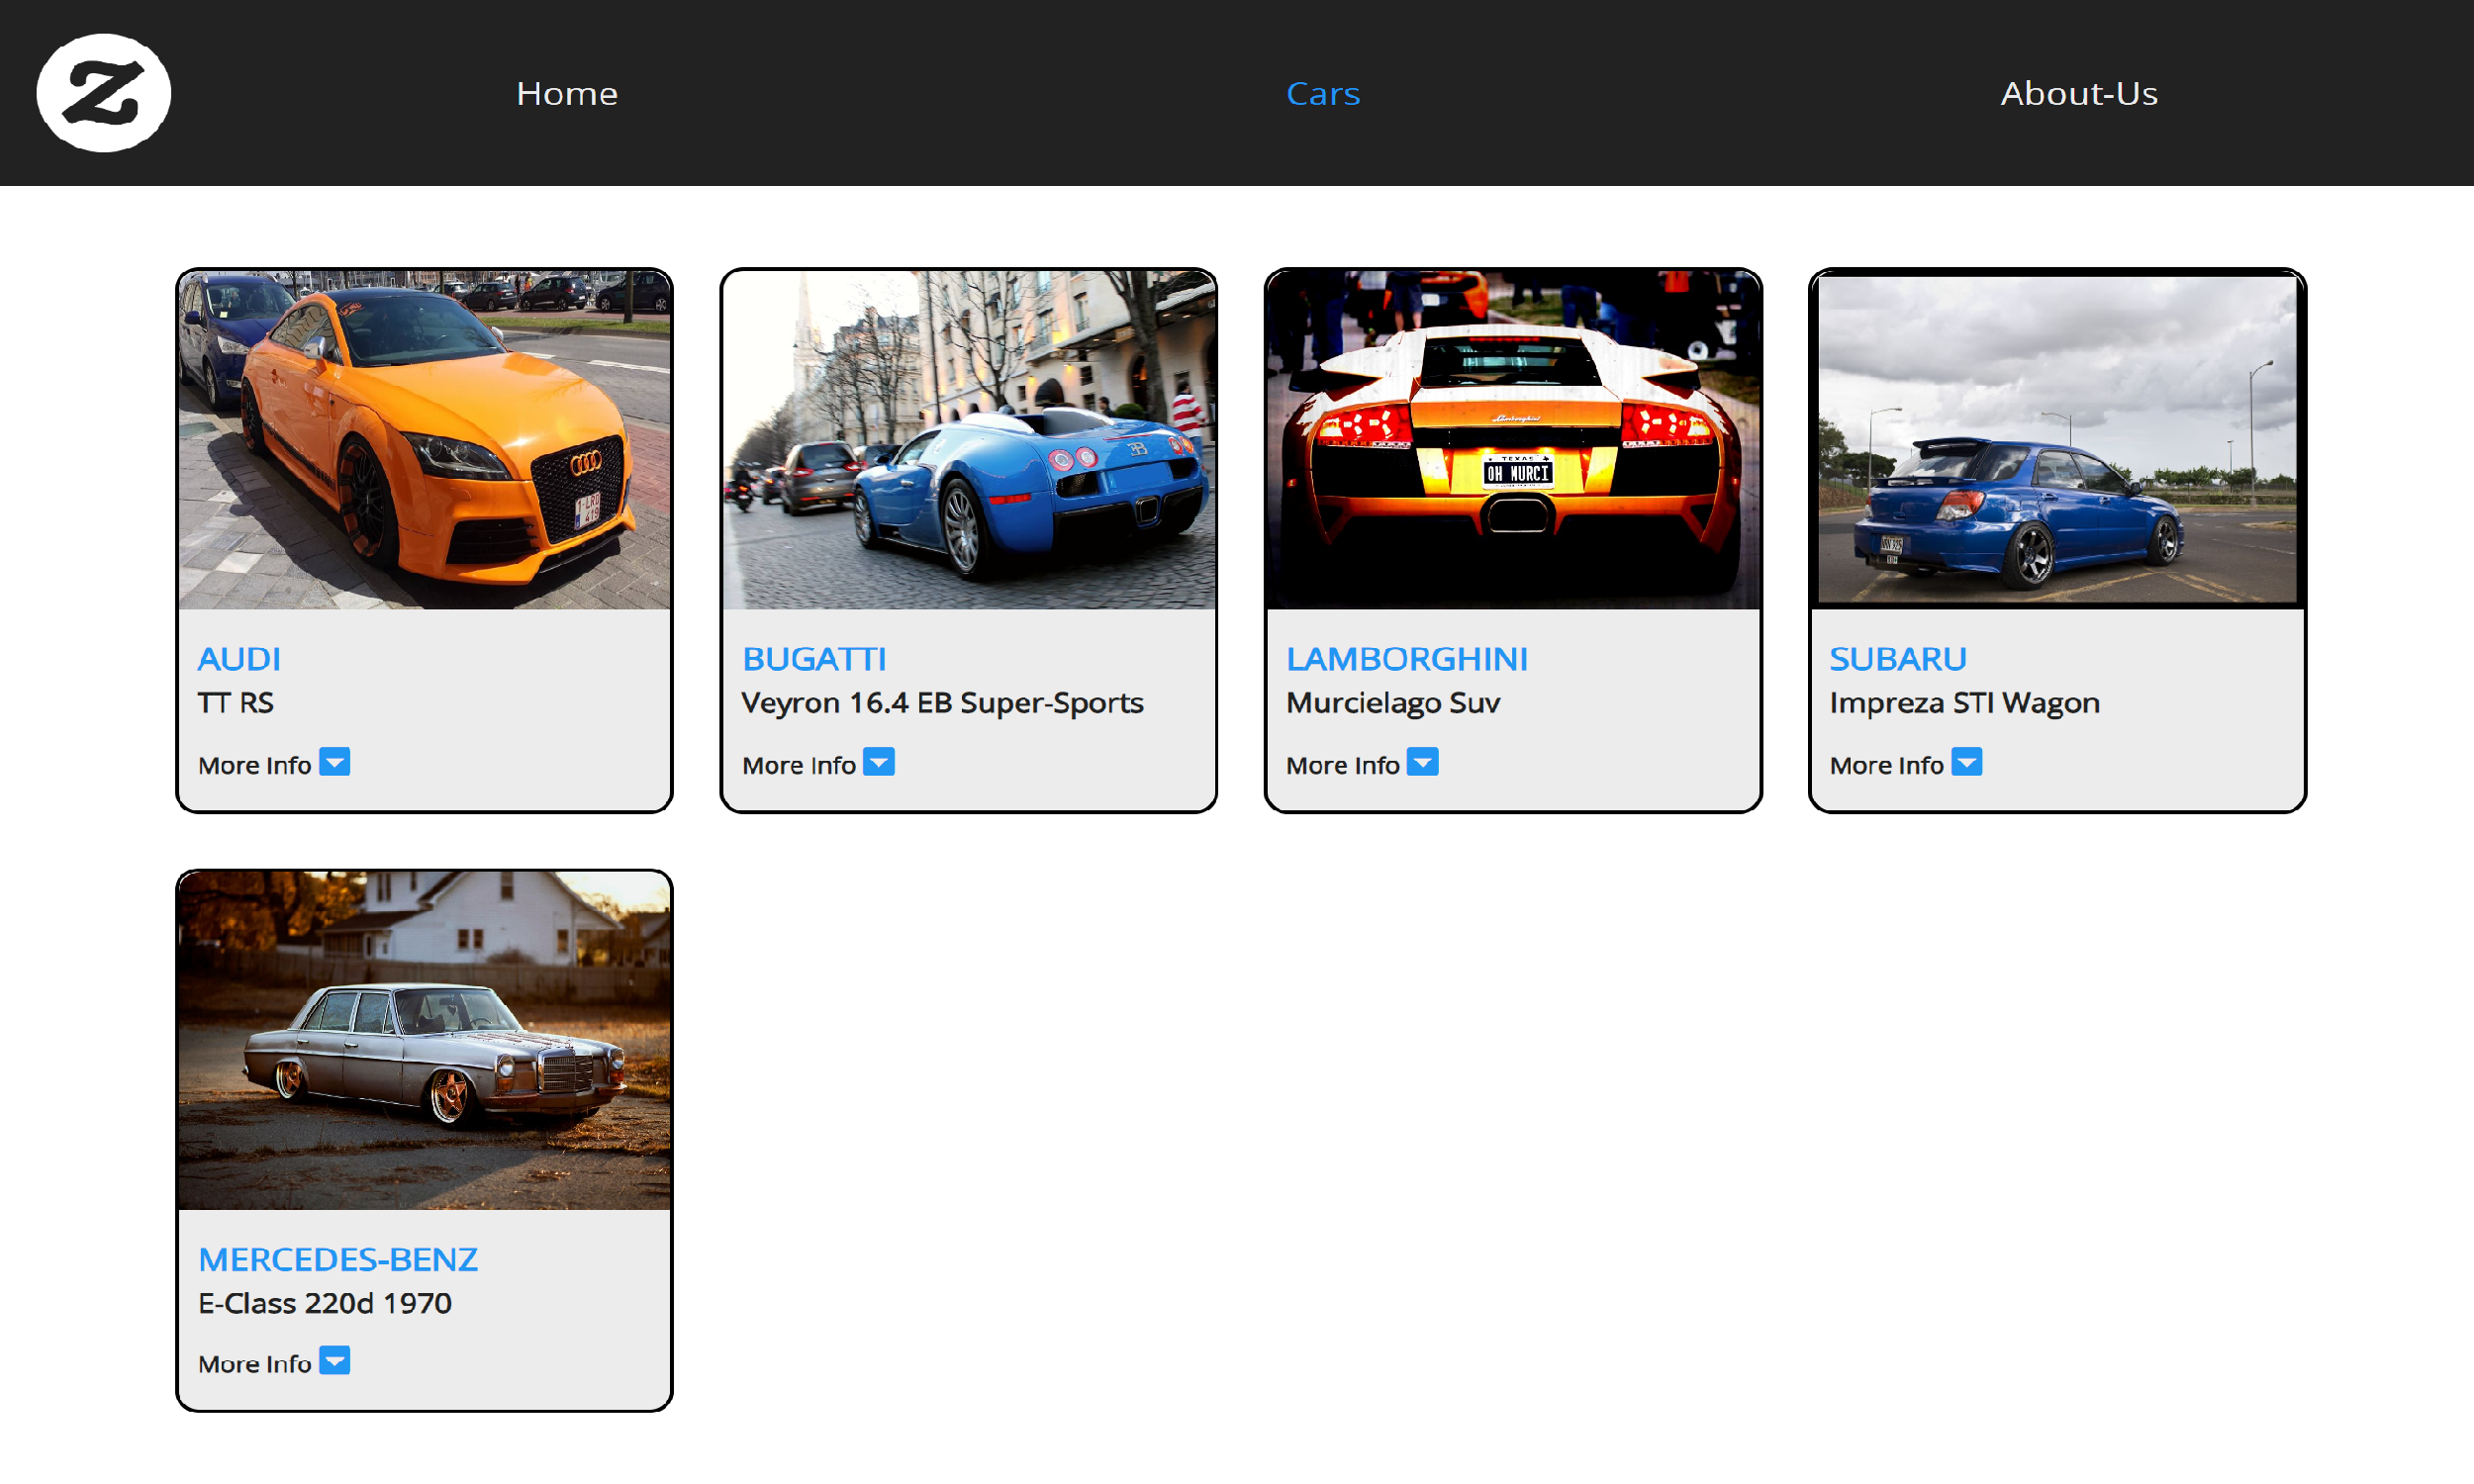 Z
Home
Cars
About-Us
TEXAS
OH MURCI
AUDI
TT RS
More Info
BUGATTI
Veyron 16.4 EB Super-Sports
More Info
LAMBORGHINI
Murcielago Suv
More Info
SUBARU
Impreza STI Wagon
More Info
MERCEDES-BENZ
E-Class 220d 1970
More Info